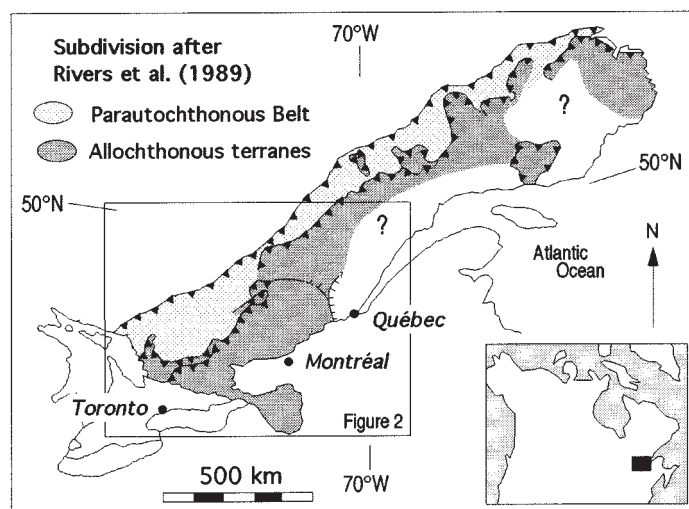 Subdivision after
Rivers et al. (1989)
Parautochthonous Belt
Allochthonous terranes
70°W
?
50°N
50°N
?
N
Atlantic
Ocean
Québec
Montréal
Toronto
Figure 2
500 km
70°W